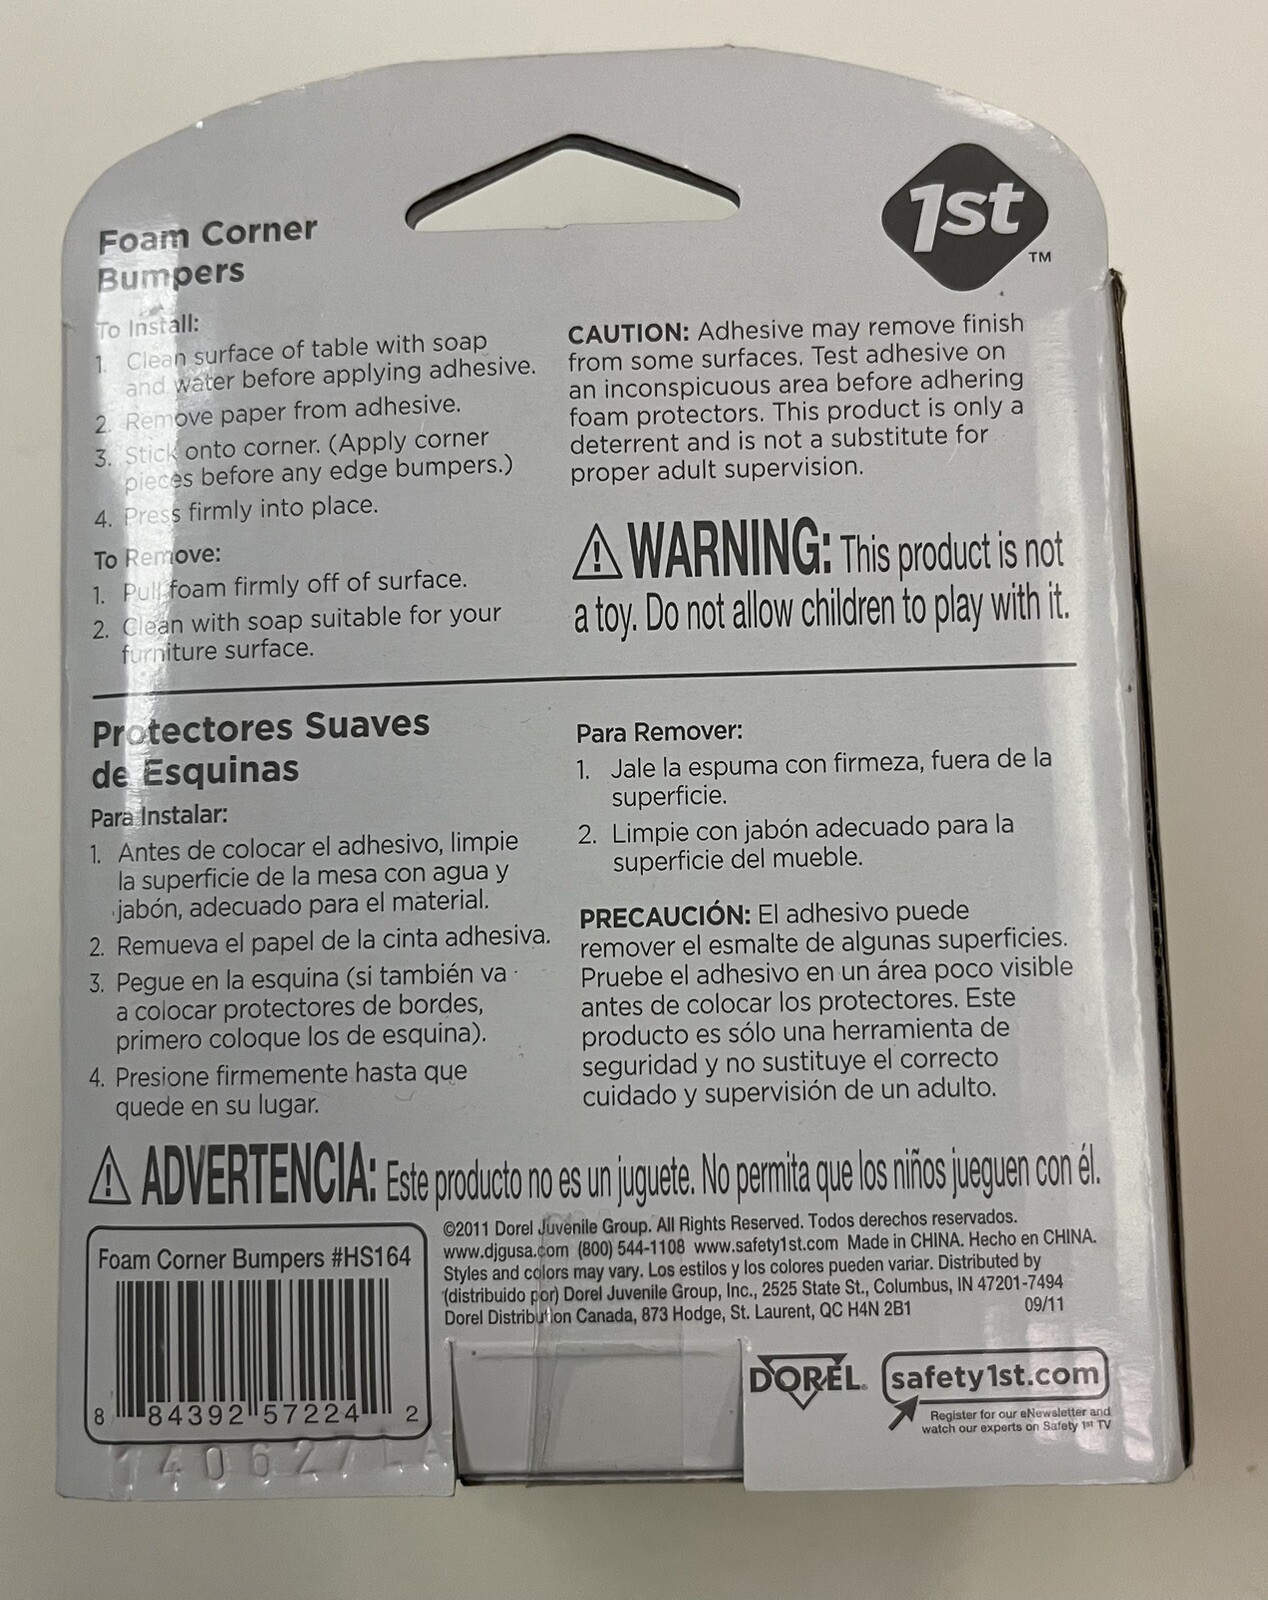 1st
TM
Foam Corner
Bumpers
To Install:
1. Clean surface of table with soap
and water before applying adhesive.
2. Remove paper from adhesive.
3. Stick onto corner. (Apply corner
pieces before any edge bumpers.)
4. Press firmly into place.
To Remove:
1. Pull foam firmly off of surface.
2. Clean with soap suitable for your
furniture surface.
CAUTION: Adhesive may remove finish
from some surfaces. Test adhesive on
an inconspicuous area before adhering
foam protectors. This product is only a
deterrent and is not a substitute for
proper adult supervision.
WARNING: This product is not
a toy. Do not allow children to play with it.
Protectores Suaves
de Esquinas
Para Instalar:
1. Antes de colocar el adhesivo, limpie
la superficie de la mesa con agua y
jabón, adecuado para el material.
2. Remueva el papel de la cinta adhesiva.
3. Pegue en la esquina (si también va
a colocar protectores de bordes,
primero coloque los de esquina).
4. Presione firmemente hasta que
quede en su lugar.
Para Remover:
1. Jale la espuma con firmeza, fuera de la
superficie.
2. Limpie con jabón adecuado para la
superficie del mueble.
PRECAUCIÓN: El adhesivo puede
remover el esmalte de algunas superficies.
Pruebe el adhesivo en un área poco visible
antes de colocar los protectores. Este
producto es sólo una herramienta de
seguridad y no sustituye el correcto
cuidado y supervisión de un adulto.
ADVERTENCIA: Este producto no es un juguete. No permita que los niños jueguen con él.
Foam Corner Bumpers #HS164
8 84392 57224 2
140627LA
©2011 Dorel Juvenile Group. All Rights Reserved. Todos derechos reservados.
www.djgusa.com (800) 544-1108 www.safety1st.com Made in CHINA. Hecho en CHINA.
Styles and colors may vary. Los estilos y los colores pueden variar. Distributed by
(distribuido por) Dorel Juvenile Group, Inc., 2525 State St., Columbus, IN 47201-7494
Dorel Distribution Canada, 873 Hodge, St. Laurent, QC H4N 2B1 09/11
DOREL
safety1st.com
Register for our eNewsletter and
watch our experts on Safety 1st TV